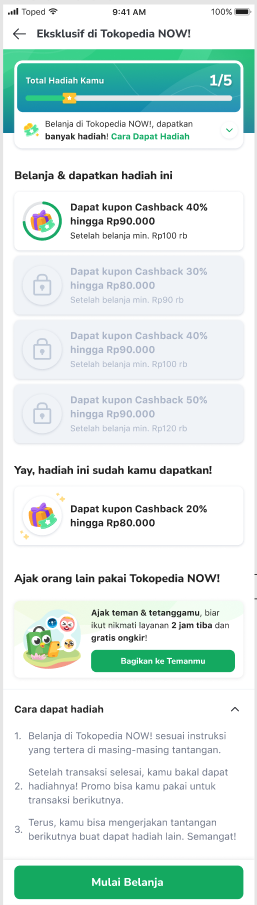 Toped
9:41 AM
100%
Eksklusif di Tokopedia NOW!
Total Hadiah Kamu
1/5
Belanja di Tokopedia NOW!, dapatkan
banyak hadiah! Cara Dapat Hadiah
Belanja & dapatkan hadiah ini
Dapat kupon Cashback 40%
hingga Rp90.000
Setelah belanja min. Rp100 rb
Dapat kupon Cashback 30%
hingga Rp80.000
Setelah belanja min. Rp90 rb
Dapat kupon Cashback 40%
hingga Rp90.000
Setelah belanja min. Rp100 rb
Dapat kupon Cashback 50%
hingga Rp90.000
Setelah belanja min. Rp120 rb
Yay, hadiah ini sudah kamu dapatkan!
Dapat kupon Cashback 20%
hingga Rp80.000
Ajak orang lain pakai Tokopedia NOW!
Ajak teman & tetanggamu, biar
ikut nikmati layanan 2 jam tiba dan
gratis ongkir!
Bagikan ke Temanmu
Cara dapat hadiah
1. Belanja di Tokopedia NOW! sesuai instruksi
yang tertera di masing-masing tantangan.
Setelah transaksi selesai, kamu bakal dapat
2. hadiahnya! Promo bisa kamu pakai untuk
transaksi berikutnya.
3. Terus, kamu bisa mengerjakan tantangan
berikutnya buat dapat hadiah lain. Semangat!
Mulai Belanja